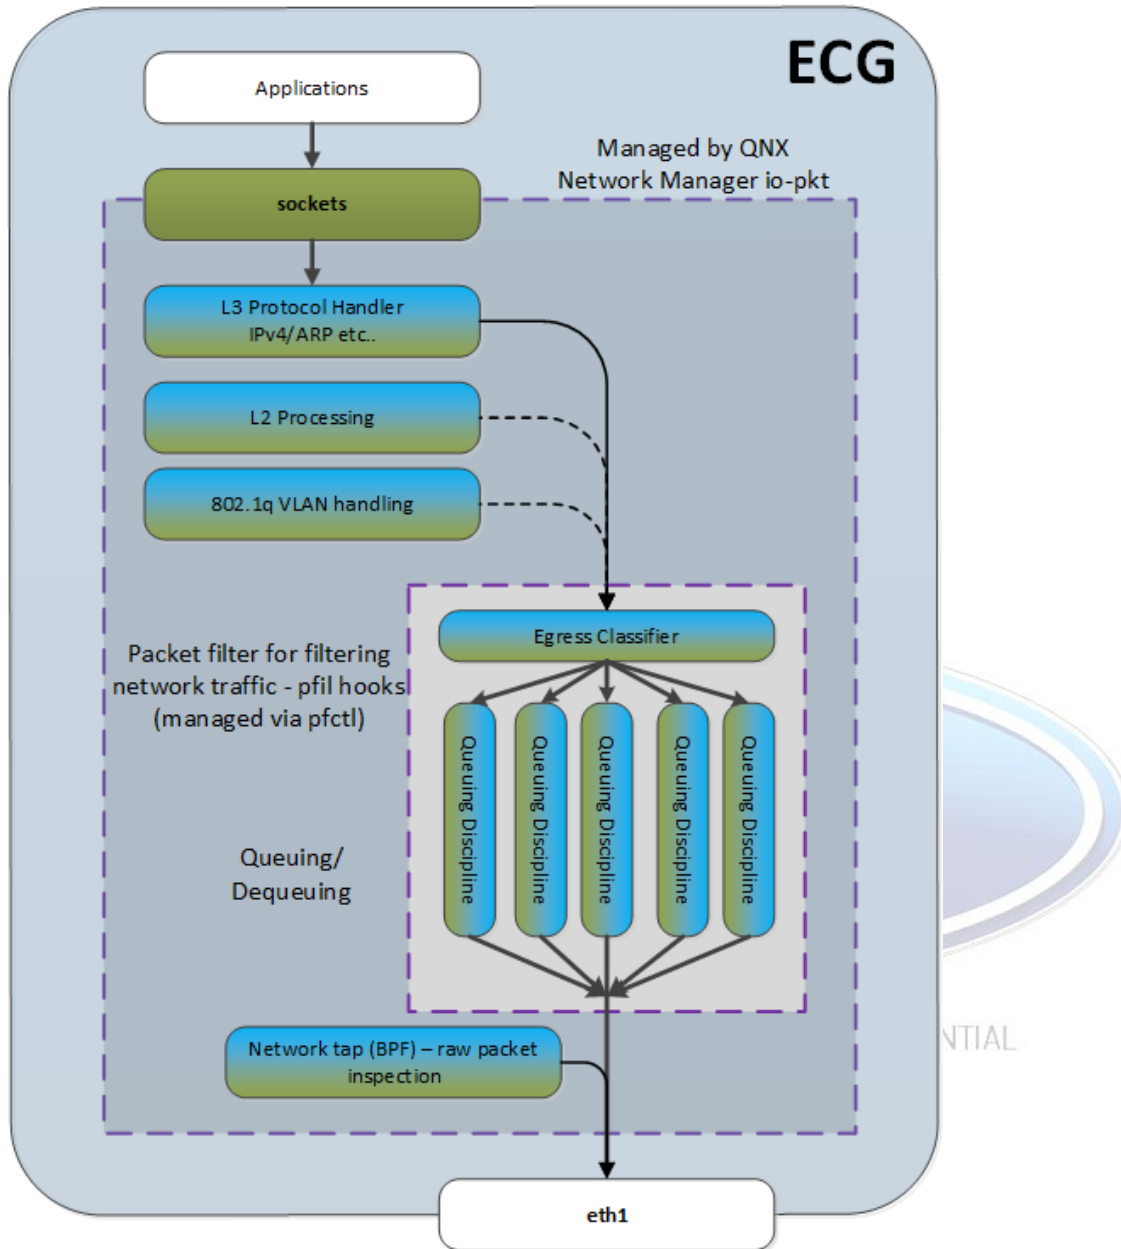 ECG
Applications
Managed by QNX
Network Manager io-pkt
sockets
L3 Protocol Handler
IPv4/ARP etc..
L2 Processing
802.1q VLAN handling
Egress Classifier
Packet filter for filtering
network traffic - pfil hooks
(managed via pfctl)
Queuing Discipline
Queuing Discipline
Queuing Discipline
Queuing Discipline
Queuing Discipline
Queuing/
Dequeuing
Network tap (BPF) – raw packet
inspection
NTIAL
eth1